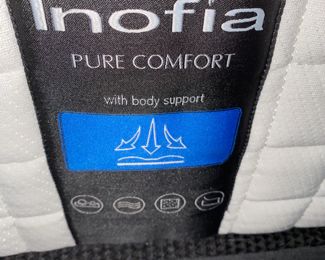 Inofia
PURE COMFORT
with body support